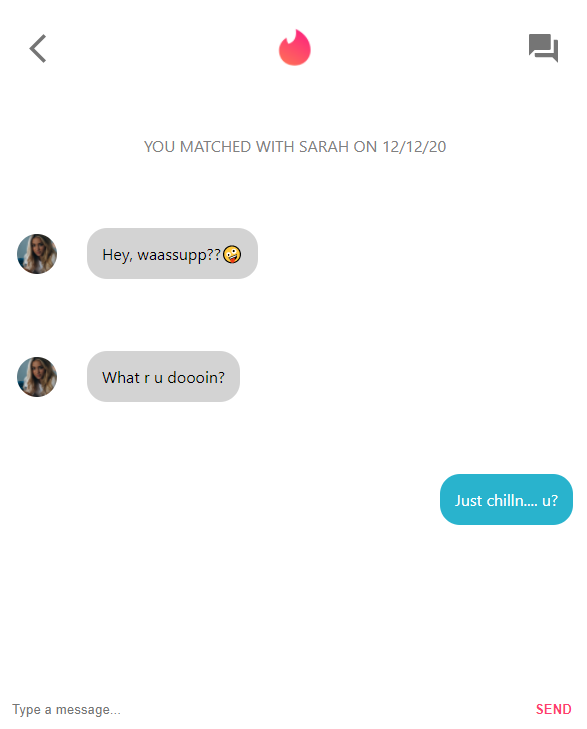 YOU MATCHED WITH SARAH ON 12/12/20
Hey, waassupp??🤪
What r u doooin?
Just chilln.... u?
Type a message...
SEND